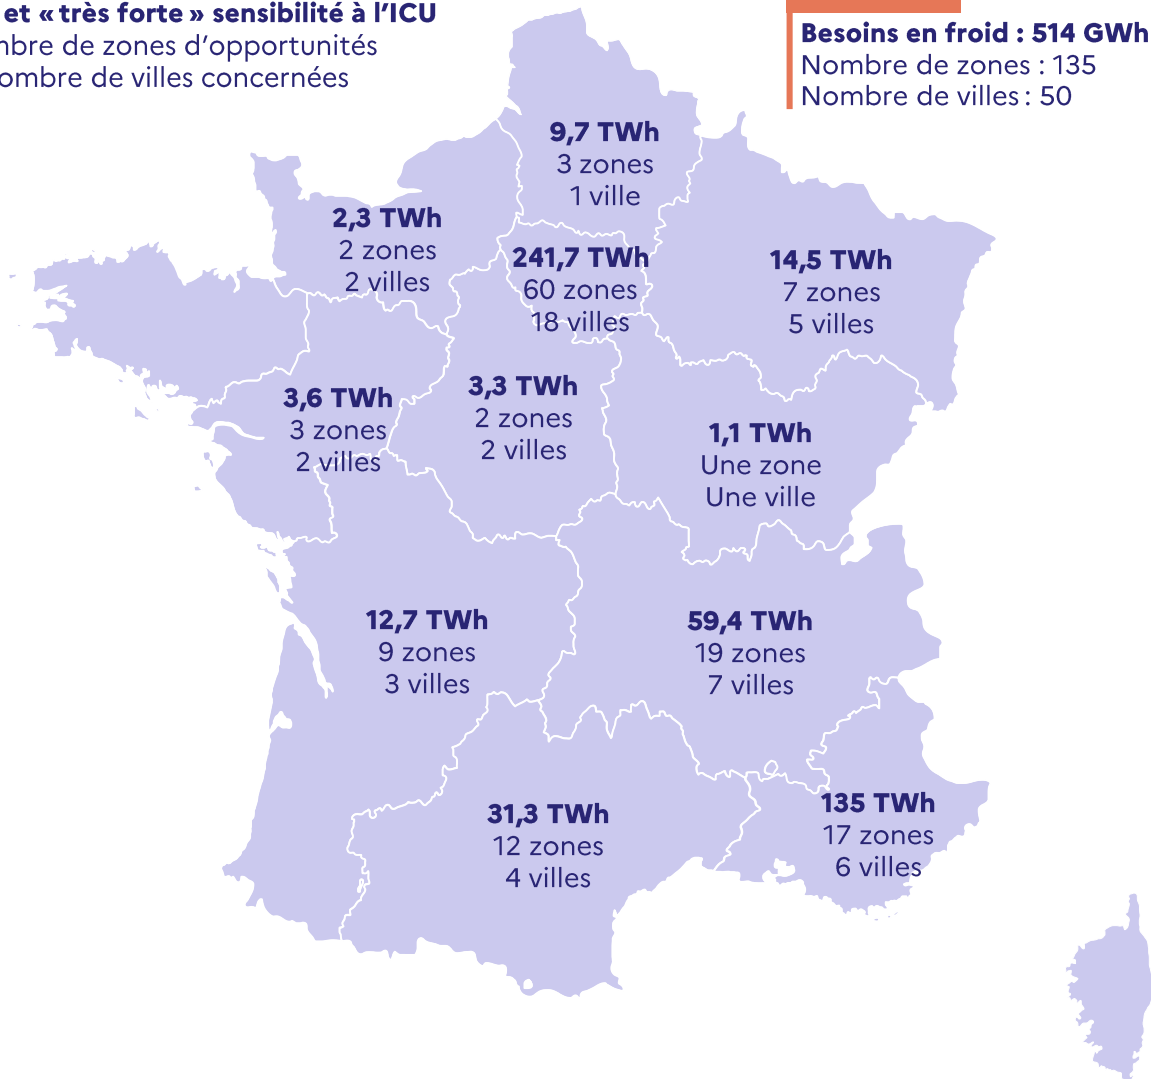 et « très forte » sensibilité à l’ICU
de zones d’opportunités
de villes concernées
Besoins en froid : 514 GWh
Nombre de zones : 135
Nombre de villes : 50
9,7 TWh
3 zones
1 ville
2,3 TWh
2 zones
2 villes
241,7 TWh
60 zones
18 villes
14,5 TWh
7 zones
5 villes
3,6 TWh
3 zones
2 villes
3,3 TWh
2 zones
2 villes
1,1 TWh
Une zone
Une ville
12,7 TWh
9 zones
3 villes
59,4 TWh
19 zones
7 villes
31,3 TWh
12 zones
4 villes
135 TWh
17 zones
6 villes